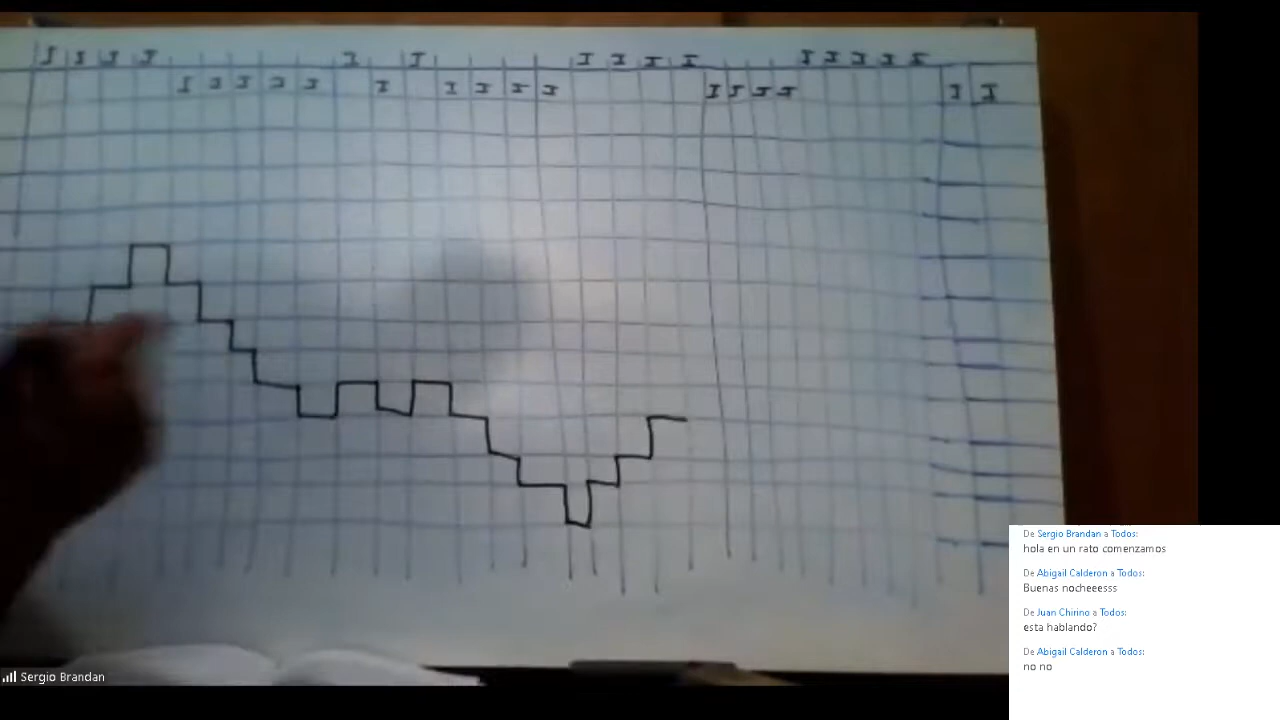 I I I I I I I I I I I I I I I
I I I I I I I I I I I I I I I I
De Sergio Brandan a Todos:
hola en un rato comenzamos
De Abigail Calderon a Todos:
Buenas nocheeesss
De Juan Chirino a Todos:
esta hablando?
De Abigail Calderon a Todos:
no no
Sergio Brandan